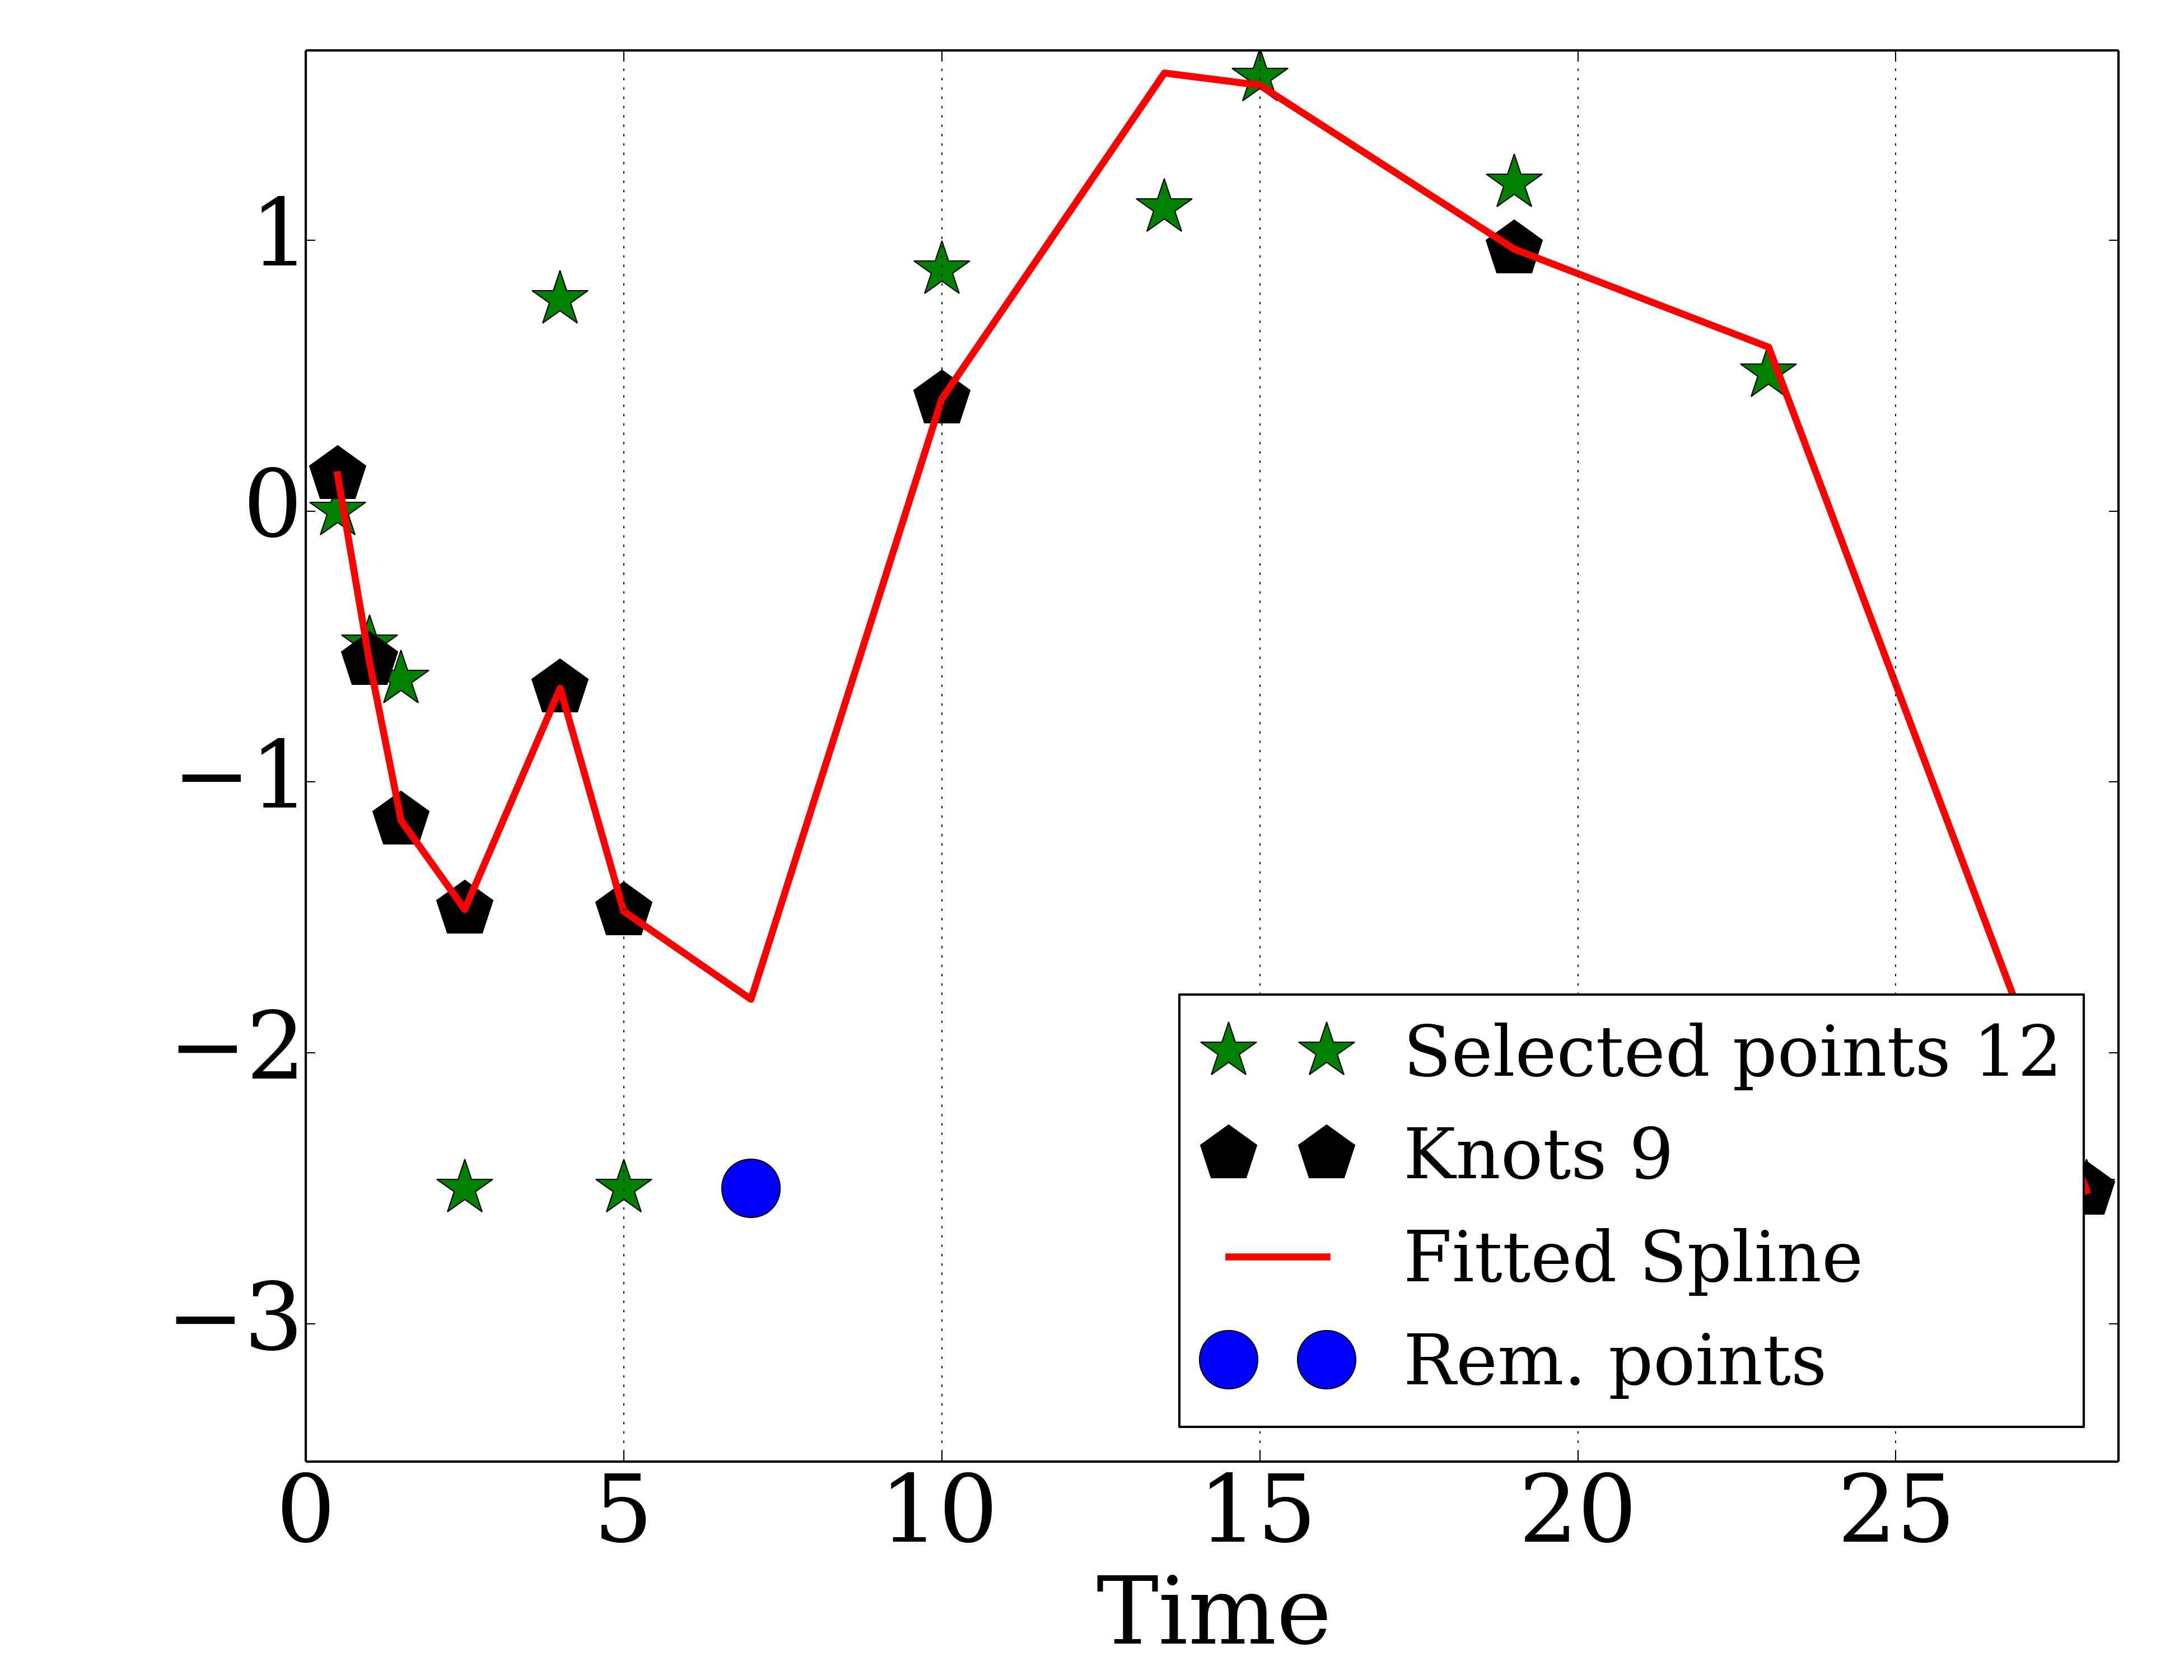 1
0
−1
−2
−3
Selected points 12
Knots 9
Fitted Spline
Rem. points
0 5 10 15 20 25
Time